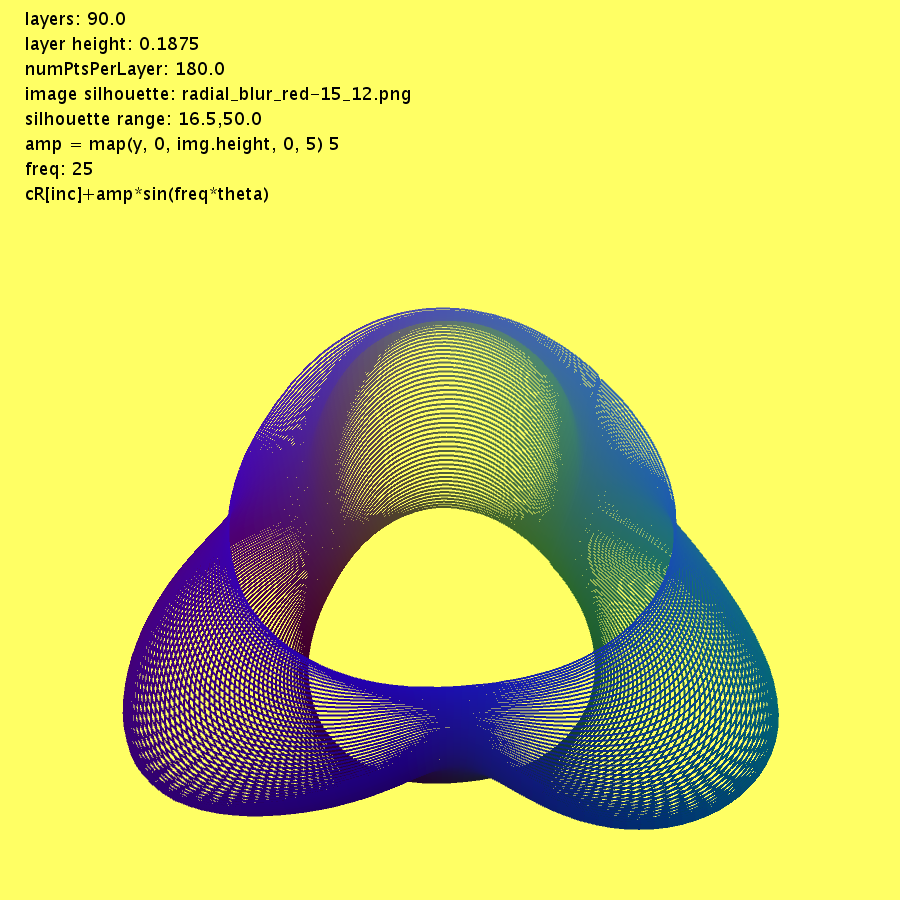 layers: 90.0
layer height: 0.1875
numPtsPerLayer: 180.0
image silhouette: radial_blur_red-15_12.png
silhouette range: 16.5,50.0
amp = map(y, 0, img.height, 0, 5) 5
freq: 25
cR[inc]+amp*sin(freq*theta)